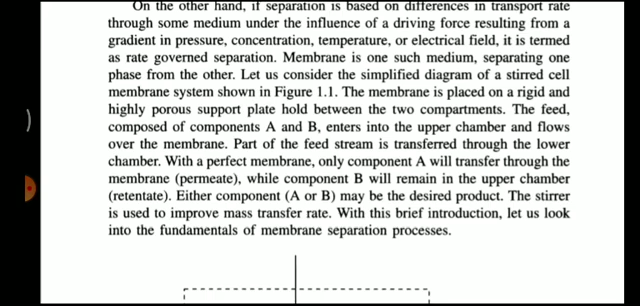 On the other hand, if separation is based on differences in transport rate
through some medium under the influence of a driving force resulting from a
gradient in pressure, concentration, temperature, or electrical field, it is termed
as rate governed separation. Membrane is one such medium, separating one
phase from the other. Let us consider the simplified diagram of a stirred cell
membrane system shown in Figure 1.1. The membrane is placed on a rigid and
highly porous support plate hold between the two compartments. The feed,
composed of components A and B, enters into the upper chamber and flows
over the membrane. Part of the feed stream is transferred through the lower
chamber. With a perfect membrane, only component A will transfer through the
membrane (permeate), while component B will remain in the upper chamber
(retentate). Either component (A or B) may be the desired product. The stirrer
is used to improve mass transfer rate. With this brief introduction, let us look
into the fundamentals of membrane separation processes.